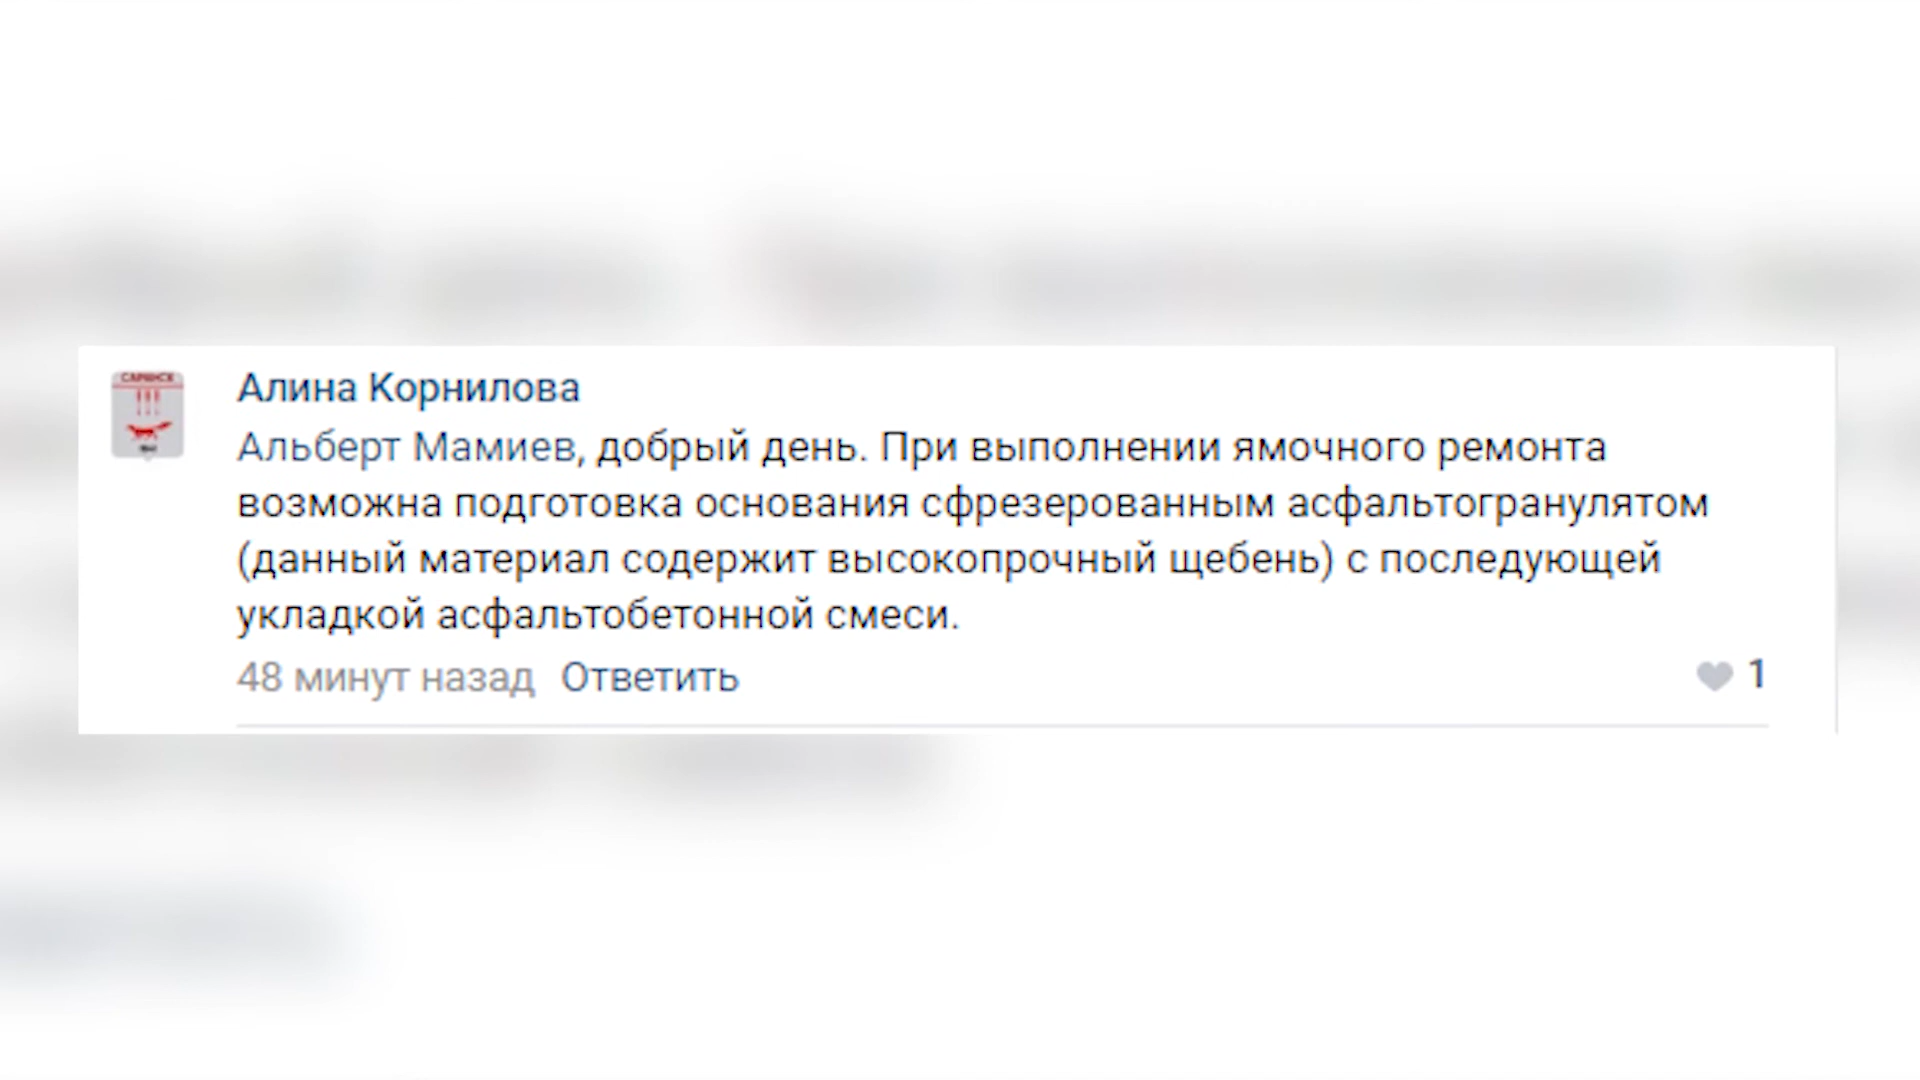 САРАНСК
Алина Корнилова
Альберт Мамиев, добрый день. При выполнении ямочного ремонта
возможна подготовка основания сфрезерованным асфальтогранулятом
(данный материал содержит высокопрочный щебень) с последующей
укладкой асфальтобетонной смеси.
48 минут назад Ответить
1